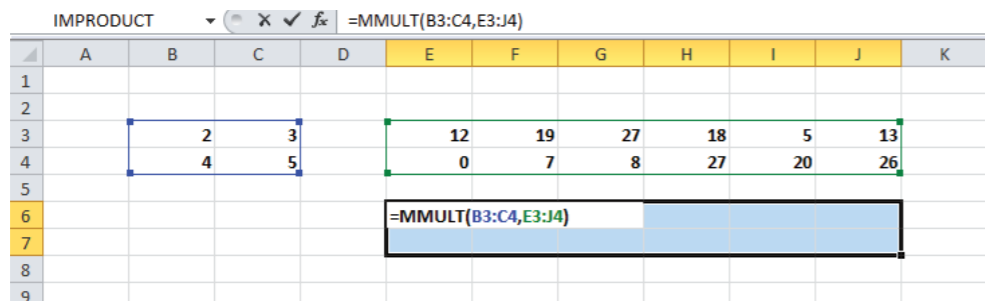 IMPRODUCT fx =MMULT(B3:C4,E3:J4)
A B C D E F G H I J K
1
2
3 2 3 12 19 27 18 5 13
4 4 5 0 7 8 27 20 26
5
6 =MMULT(B3:C4,E3:J4)
7
8
9